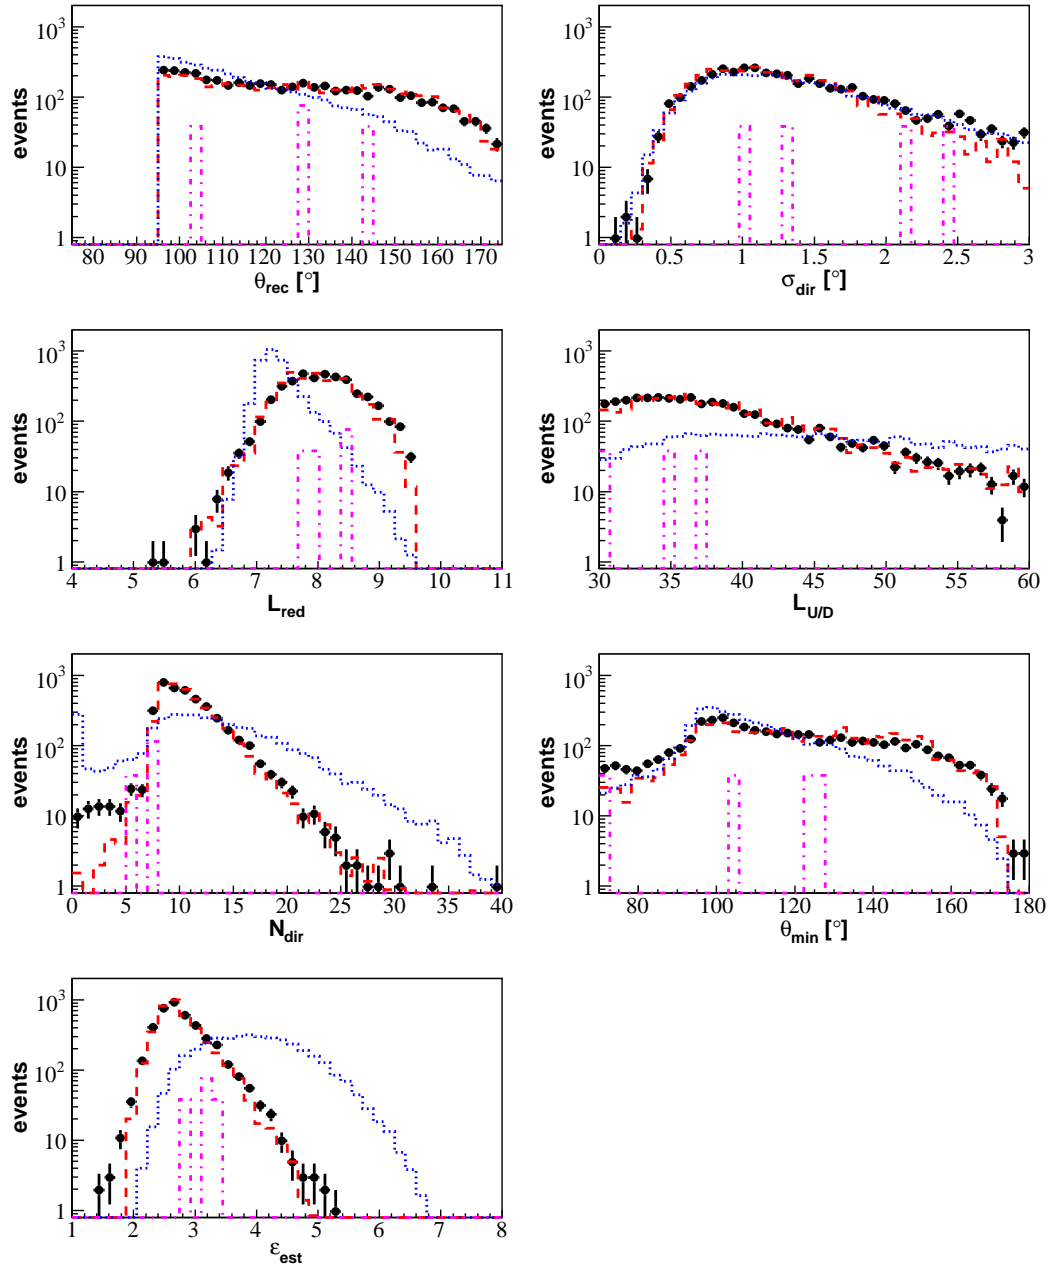 events
10³
10²
10
1
80 90 100 110 120 130 140 150 160 170
θrec [°]
events
10³
10²
10
1
0 0.5 1 1.5 2 2.5 3
σdir [°]
events
10³
10²
10
1
4 5 6 7 8 9 10 11
Lred
events
10³
10²
10
1
30 35 40 45 50 55 60
LU/D
events
10³
10²
10
1
0 5 10 15 20 25 30 35 40
Ndir
events
10³
10²
10
1
80 100 120 140 160 180
θmin [°]
events
10³
10²
10
1
1 2 3 4 5 6 7 8
εest